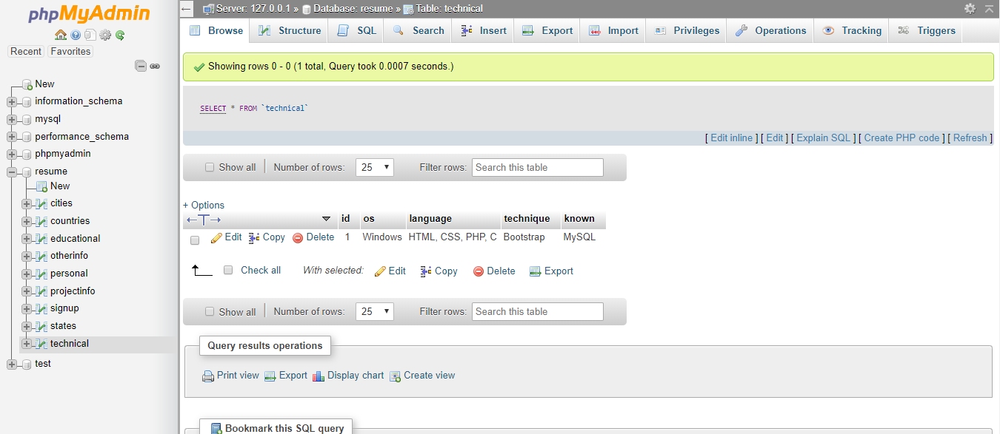 phpMyAdmin
Recent Favorites
New
information_schema
mysql
performance_schema
phpmyadmin
resume
New
cities
countries
educational
otherinfo
personal
projectinfo
signup
states
technical
test
Server: 127.0.0.1 » Database: resume » Table: technical
Browse Structure SQL Search Insert Export Import Privileges Operations Tracking Triggers
Showing rows 0 - 0 (1 total, Query took 0.0007 seconds.)
SELECT * FROM `technical`
[ Edit inline ] [ Edit ] [ Explain SQL ] [ Create PHP code ] [ Refresh ]
Show all Number of rows: 25 Filter rows: Search this table
+ Options
←T→ id os language technique known
Edit Copy Delete 1 Windows HTML, CSS, PHP, C Bootstrap MySQL
Check all With selected: Edit Copy Delete Export
Show all Number of rows: 25 Filter rows: Search this table
Query results operations
Print view Export Display chart Create view
Bookmark this SQL query